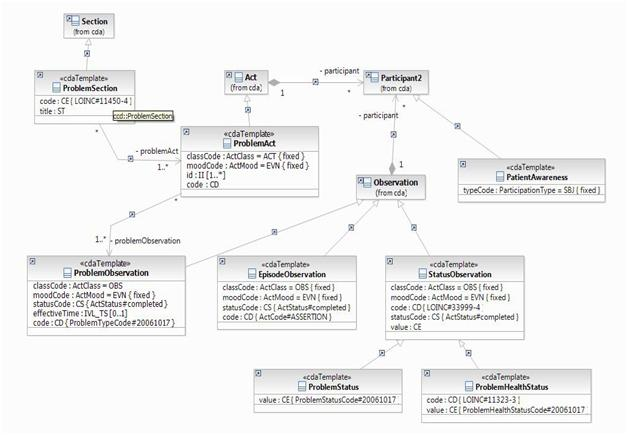 Section
(from cda)
«cdaTemplate»
ProblemSection
code : CE { LOINC#11450-4 }
title : ST
ccd::ProblemSection
Act
(from cda)
1
- participant
*
Participant2
(from cda)
*
- participant
1
*
- problemAct
1..*
«cdaTemplate»
ProblemAct
classCode : ActClass = ACT { fixed }
moodCode : ActMood = EVN { fixed }
id : II [1..*]
code : CD
*
«cdaTemplate»
PatientAwareness
typeCode : ParticipationType = SBJ { fixed }
Observation
(from cda)
1..*
- problemObservation
«cdaTemplate»
ProblemObservation
classCode : ActClass = OBS
moodCode : ActMood = EVN { fixed }
statusCode : CS { ActStatus#completed }
effectiveTime : IVL_TS [0..1]
code : CD { ProblemTypeCode#20061017 }
«cdaTemplate»
EpisodeObservation
classCode : ActClass = OBS { fixed }
moodCode : ActMood = EVN { fixed }
statusCode : CS { ActStatus#completed }
code : CD { ActCode#ASSERTION }
«cdaTemplate»
StatusObservation
classCode : ActClass = OBS { fixed }
moodCode : ActMood = EVN { fixed }
code : CD { LOINC#33999-4 }
statusCode : CS { ActStatus#completed }
value : CE
«cdaTemplate»
ProblemStatus
value : CE { ProblemStatusCode#20061017 }
«cdaTemplate»
ProblemHealthStatus
code : CD { LOINC#11323-3 }
value : CE { ProblemHealthStatusCode#20061017 }